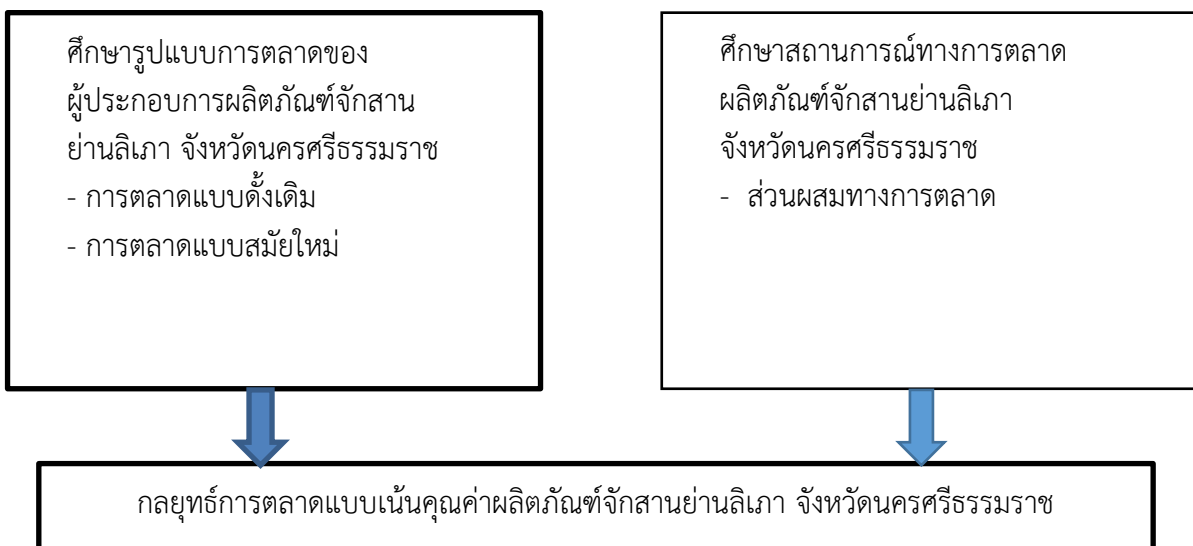 ศึกษารูปแบบการตลาดของ
ผู้ประกอบการผลิตภัณฑ์จักสาน
ย่านลิเภา จังหวัดนครศรีธรรมราช
- การตลาดแบบดั้งเดิม
- การตลาดแบบสมัยใหม่
ศึกษาสถานการณ์ทางการตลาด
ผลิตภัณฑ์จักสานย่านลิเภา
จังหวัดนครศรีธรรมราช
- ส่วนผสมทางการตลาด
กลยุทธ์การตลาดแบบเน้นคุณค่าผลิตภัณฑ์จักสานย่านลิเภา จังหวัดนครศรีธรรมราช